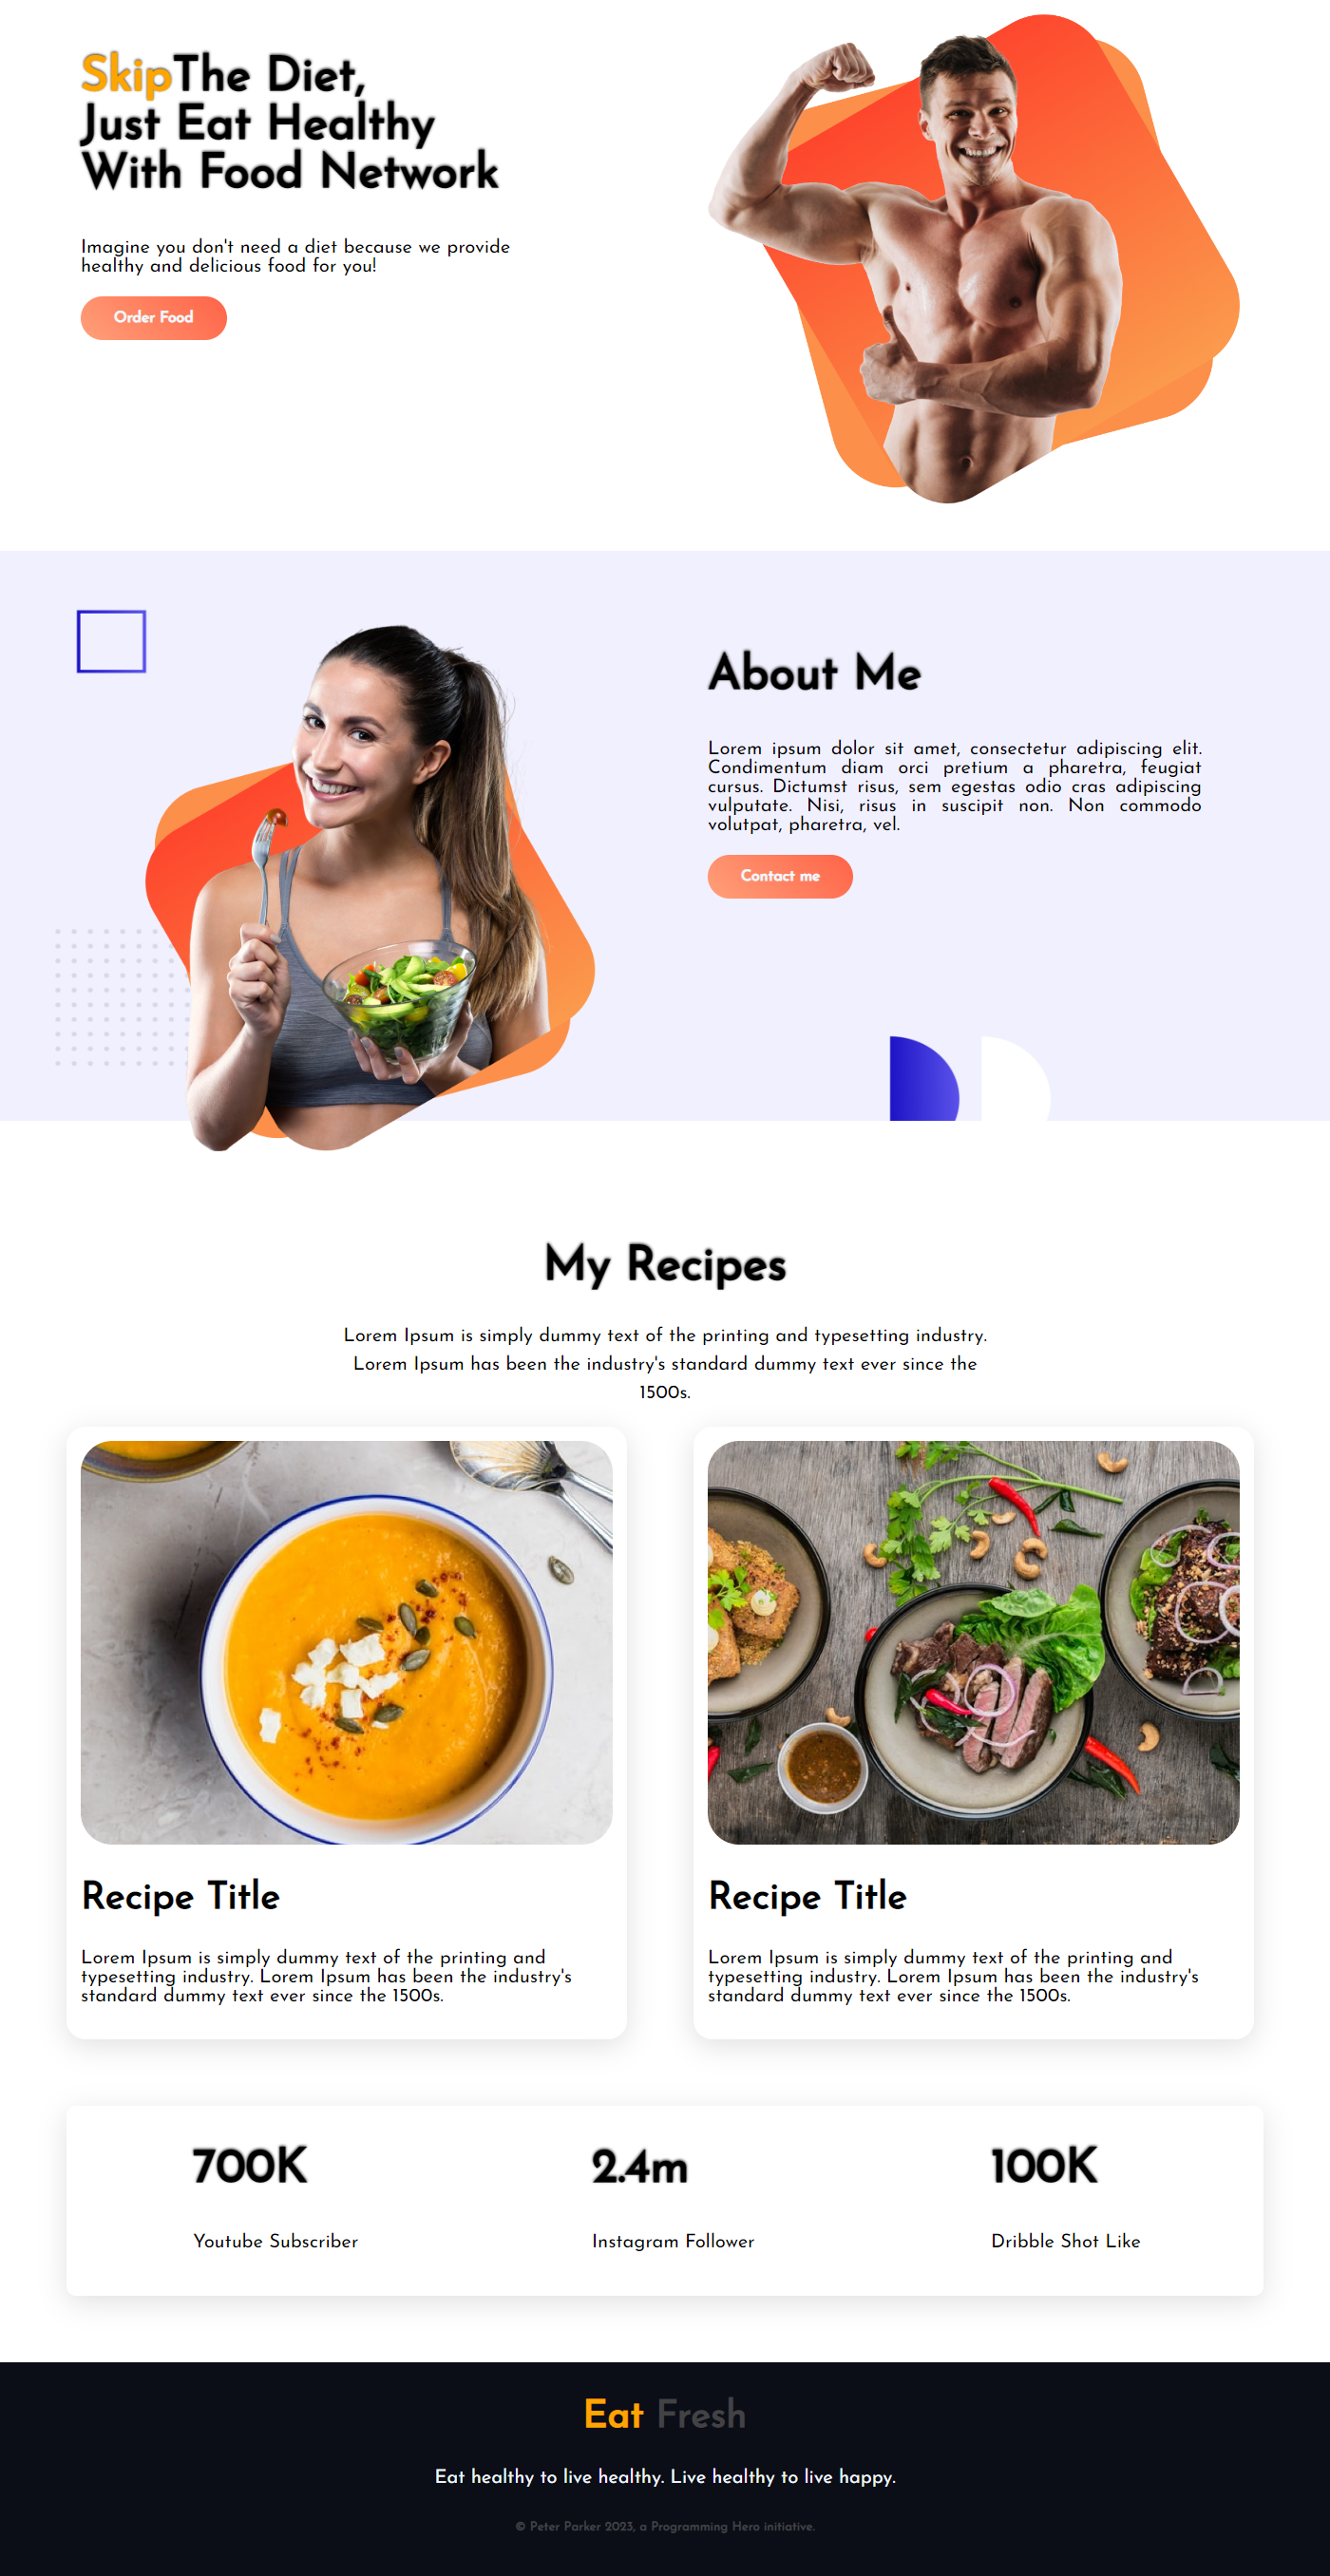 SkipThe Diet,
Just Eat Healthy
With Food Network
Imagine you don't need a diet because we provide
healthy and delicious food for you!
Order Food
About Me
Lorem ipsum dolor sit amet, consectetur adipiscing elit.
Condimentum diam orci pretium a pharetra, feugiat
cursus. Dictumst risus, sem egestas odio cras adipiscing
vulputate. Nisi, risus in suscipit non. Non commodo
volutpat, pharetra, vel.
Contact me
My Recipes
Lorem Ipsum is simply dummy text of the printing and typesetting industry.
Lorem Ipsum has been the industry's standard dummy text ever since the
1500s.
Recipe Title
Lorem Ipsum is simply dummy text of the printing and
typesetting industry. Lorem Ipsum has been the industry's
standard dummy text ever since the 1500s.
Recipe Title
Lorem Ipsum is simply dummy text of the printing and
typesetting industry. Lorem Ipsum has been the industry's
standard dummy text ever since the 1500s.
700K
Youtube Subscriber
2.4m
Instagram Follower
100K
Dribble Shot Like
Eat Fresh
Eat healthy to live healthy. Live healthy to live happy.
© Peter Parker 2023, a Programming Hero initiative.